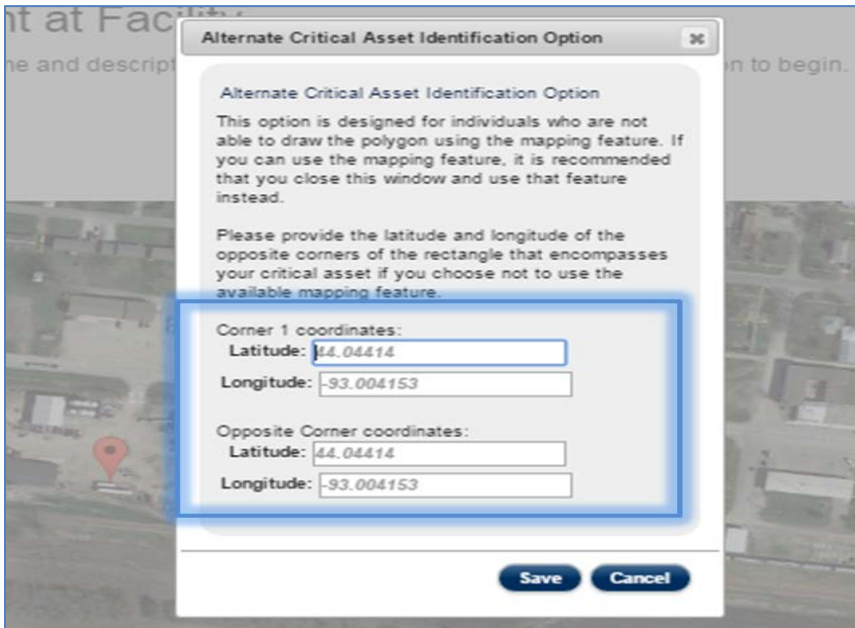 nt at Facility
me and descript
on to begin.
Alternate Critical Asset Identification Option
Alternate Critical Asset Identification Option
This option is designed for individuals who are not
able to draw the polygon using the mapping feature. If
you can use the mapping feature, it is recommended
that you close this window and use that feature
instead.
Please provide the latitude and longitude of the
opposite corners of the rectangle that encompasses
your critical asset if you choose not to use the
available mapping feature.
Corner 1 coordinates:
Latitude: 44.04414
Longitude: -93.004153
Opposite Corner coordinates:
Latitude: 44.04414
Longitude: -93.004153
Save Cancel